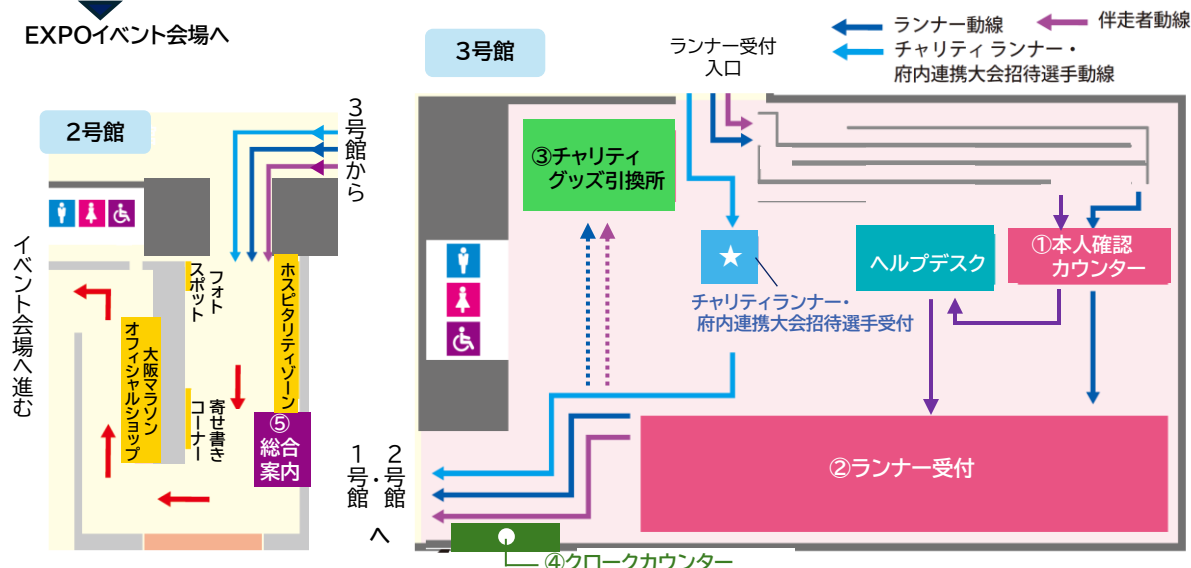 EXPOイベント会場へ
3号館
ランナー受付
入口
ランナー動線
伴走者動線
チャリティ ランナー・
府内連携大会招待選手動線
2号館
3号館から
イベント会場へ進む
フォト
スポット
ホスピタリティゾーン
大阪マラソン
オフィシャルショップ
寄せ書き
コーナー
⑤
総合
案内
③チャリティ
グッズ引換所
チャリティランナー・
府内連携大会招待選手受付
ヘルプデスク
①本人確認
カウンター
②ランナー受付
2号館
1号館・
へ
④クロークカウンター